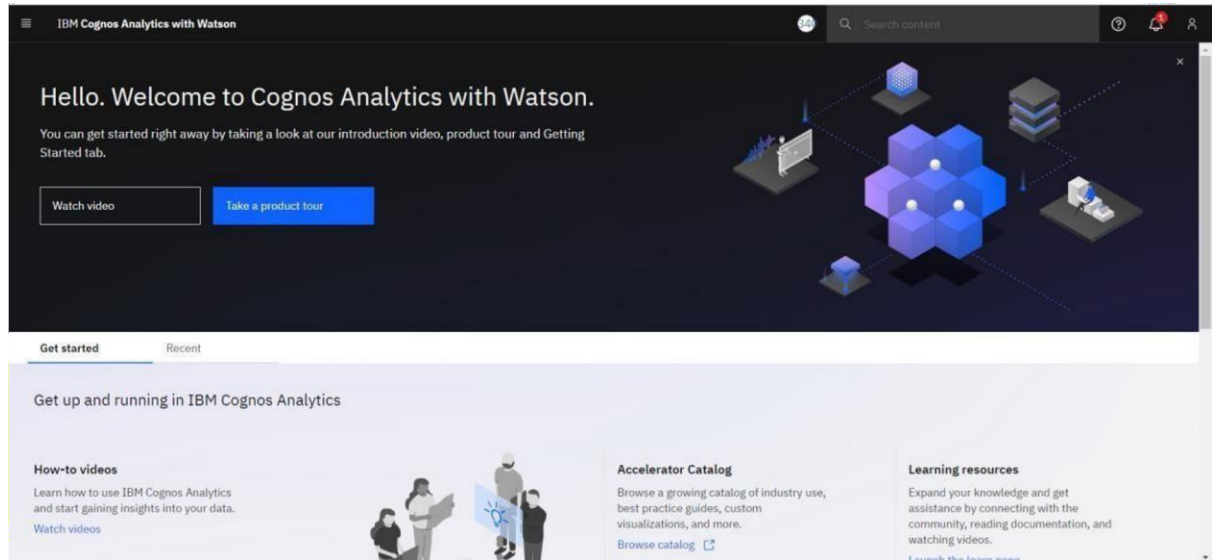 IBM Cognos Analytics with Watson
Search content
1
Hello. Welcome to Cognos Analytics with Watson.
You can get started right away by taking a look at our introduction video, product tour and Getting
Started tab.
Watch video
Take a product tour
Get started
Recent
Get up and running in IBM Cognos Analytics
How-to videos
Learn how to use IBM Cognos Analytics
and start gaining insights into your data.
Watch videos
Accelerator Catalog
Browse a growing catalog of industry use,
best practice guides, custom
visualizations, and more.
Browse catalog
Learning resources
Expand your knowledge and get
assistance by connecting with the
community, reading documentation, and
watching videos.
Launch the learn page